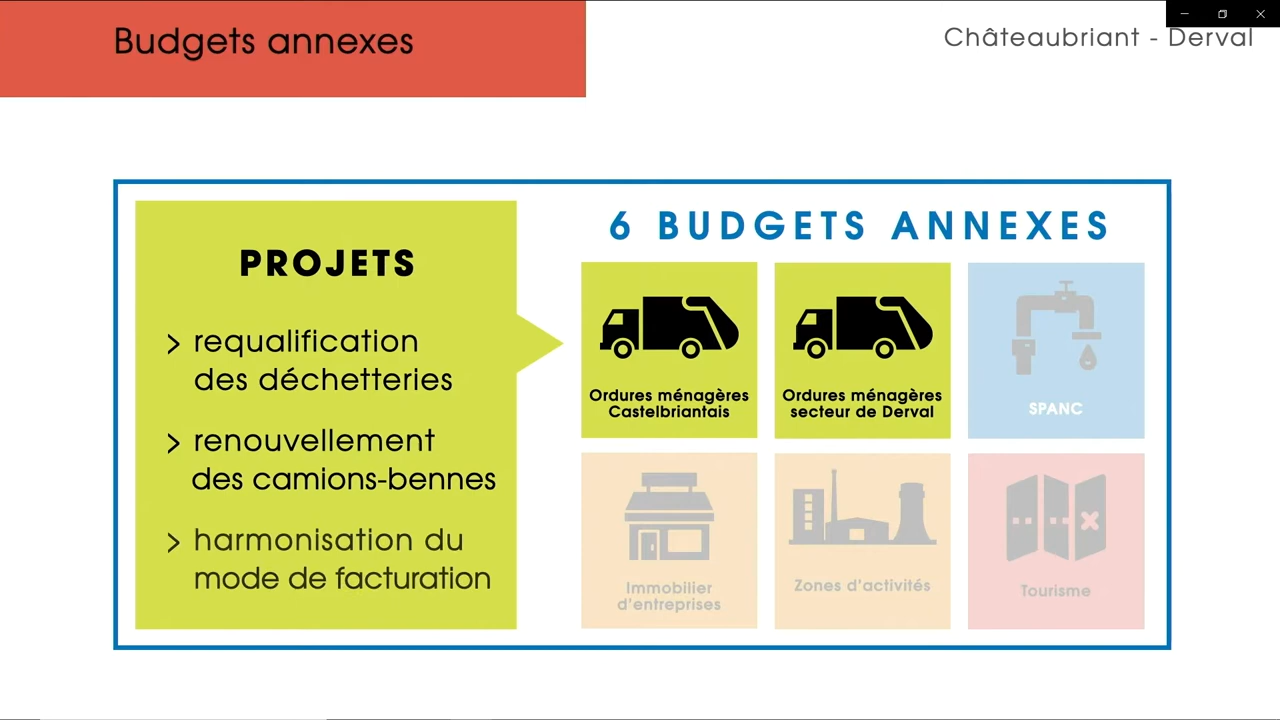 Budgets annexes
Châteaubriant - Derval
PROJETS
> requalification
des déchetteries
> renouvellement
des camions-bennes
> harmonisation du
mode de facturation
6 BUDGETS ANNEXES
Ordures ménagères
Castelbriantais
Ordures ménagères
secteur de Derval
SPANC
Immobilier
d'entreprises
Zones d'activités
Tourisme